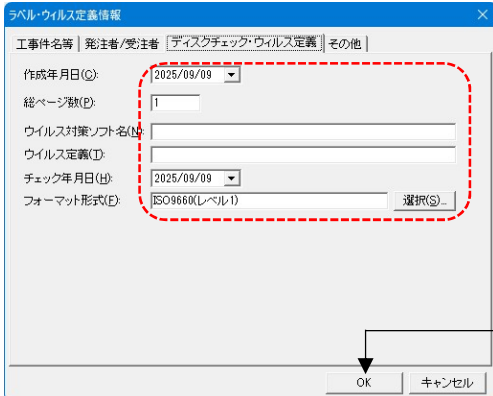 ラベル・ウィルス定義情報
工事件名等 発注者/受注者 ディスクチェック・ウィルス定義 その他
作成年月日(C): 2025/09/09
総ページ数(P): 1
ウイルス対策ソフト名(N):
ウイルス定義(T):
チェック年月日(H): 2025/09/09
フォーマット形式(F): ISO9660(レベル1) 選択(S)...
OK キャンセル